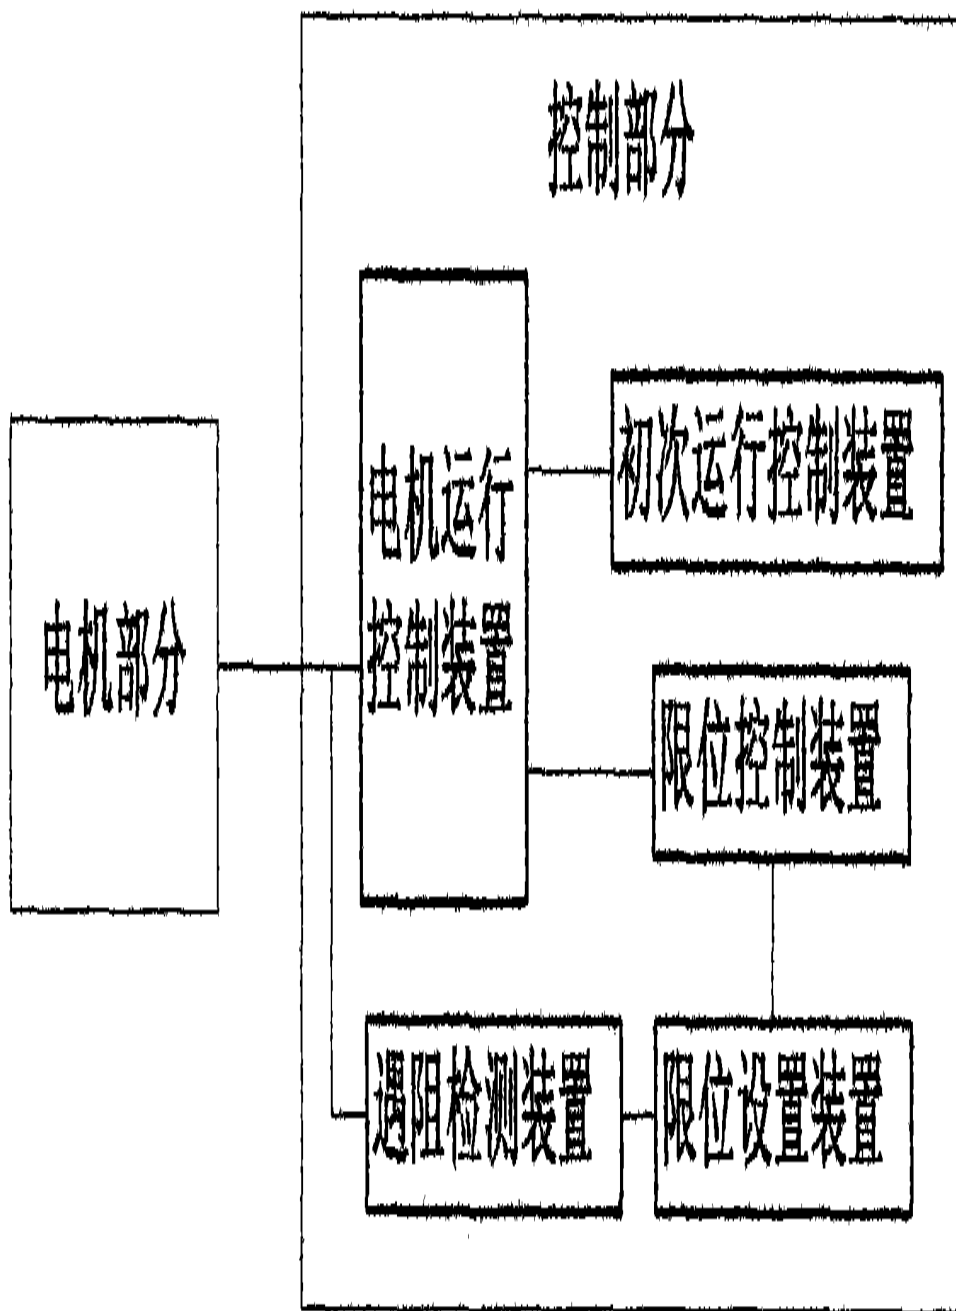 控制部分
电机部分
电机运行
控制装置
初次运行控制装置
限位控制装置
遇阻检测装置
限位设置装置